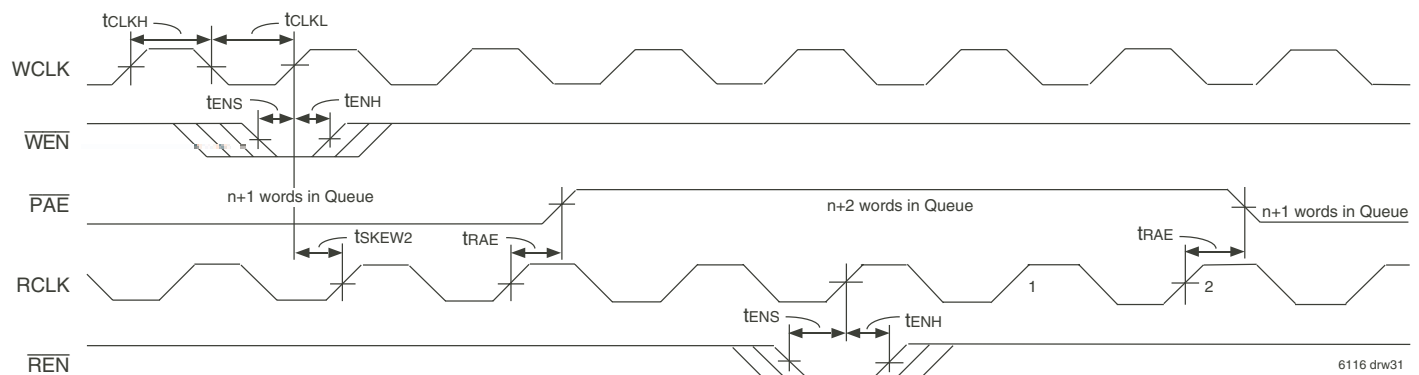 tCLKH tCLKL
WCLK
tENS tENH
WEN
n+1 words in Queue
PAE
n+2 words in Queue
n+1 words in Queue
tSKEW2 tRAE tRAE
RCLK
1 2
tENS tENH
REN
6116 drw31